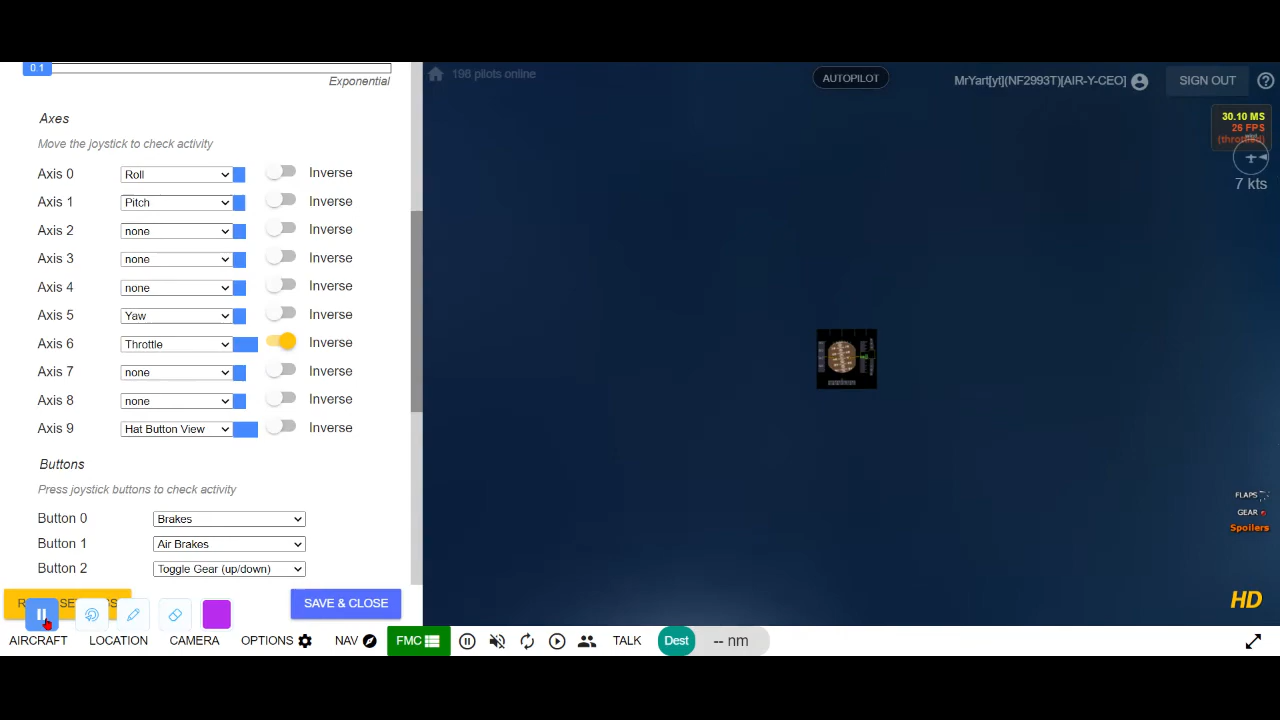 0.1
Exponential
Axes
Move the joystick to check activity
Axis 0 Roll Inverse
Axis 1 Pitch Inverse
Axis 2 none Inverse
Axis 3 none Inverse
Axis 4 none Inverse
Axis 5 Yaw Inverse
Axis 6 Throttle Inverse
Axis 7 none Inverse
Axis 8 none Inverse
Axis 9 Hat Button View Inverse
Buttons
Press joystick buttons to check activity
Button 0 Brakes
Button 1 Air Brakes
Button 2 Toggle Gear (up/down)
SAVE & CLOSE
198 pilots online
AUTOPILOT
MrYart[yt](NF2993T)[AIR-Y-CEO]
SIGN OUT
30.10 MS
26 FPS
(throttled)
7 kts
FLAPS
GEAR
Spoilers
HD
AIRCRAFT LOCATION CAMERA OPTIONS NAV FMC TALK Dest -- nm